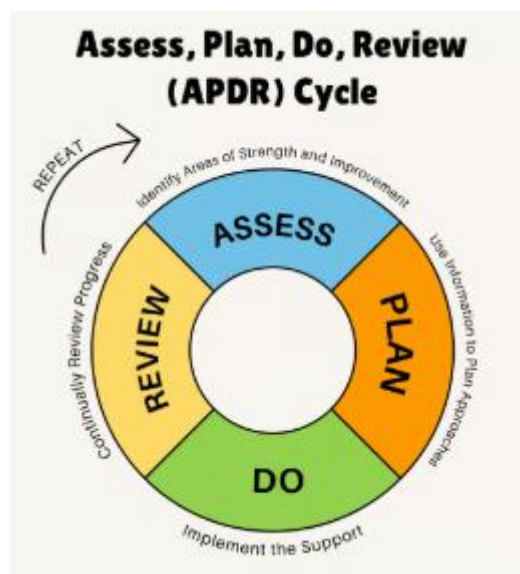 Assess, Plan, Do, Review
(APDR) Cycle
REPEAT
Identify Areas of Strength and Improvement
ASSESS
Use Information to Plan Approaches
PLAN
DO
Implement the Support
REVIEW
Continually Review Progress